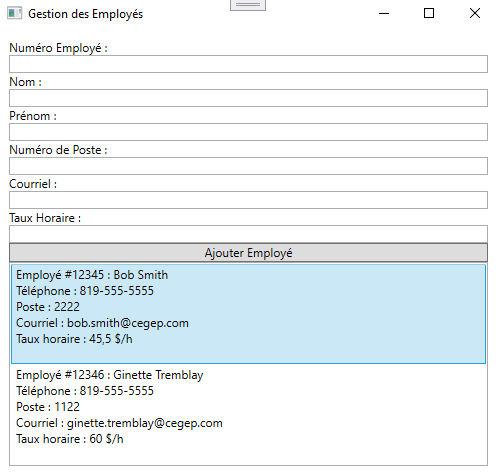 Gestion des Employés
Numéro Employé :
Nom :
Prénom :
Numéro de Poste :
Courriel :
Taux Horaire :
Ajouter Employé
Employé #12345 : Bob Smith
Téléphone : 819-555-5555
Poste : 2222
Courriel : bob.smith@cegep.com
Taux horaire : 45,5 $/h
Employé #12346 : Ginette Tremblay
Téléphone : 819-555-5555
Poste : 1122
Courriel : ginette.tremblay@cegep.com
Taux horaire : 60 $/h